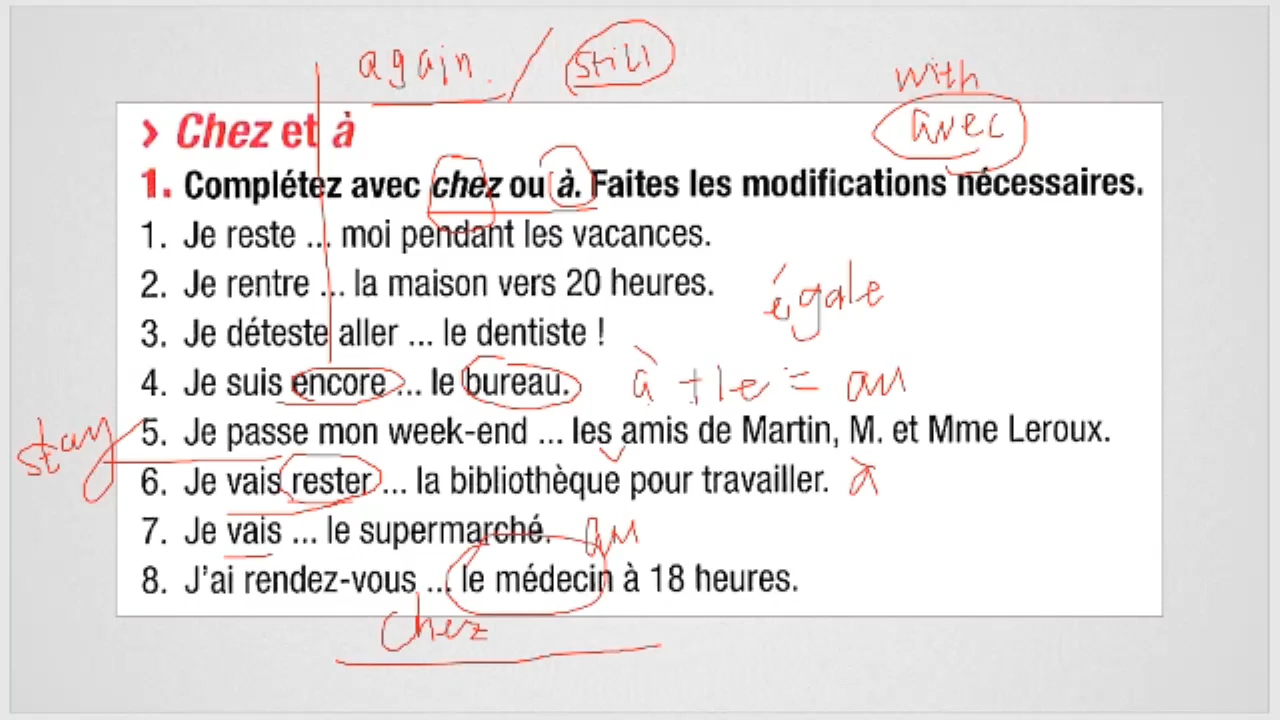 again / still
with
avec
› Chez et à
1. Complétez avec chez ou à. Faites les modifications nécessaires.
1. Je reste ... moi pendant les vacances.
2. Je rentre ... la maison vers 20 heures.
égale
3. Je déteste aller ... le dentiste !
4. Je suis encore ... le bureau. à + le = au
stay
5. Je passe mon week-end ... les amis de Martin, M. et Mme Leroux.
6. Je vais rester ... la bibliothèque pour travailler. à
7. Je vais ... le supermarché. au
8. J'ai rendez-vous ... le médecin à 18 heures.
chez